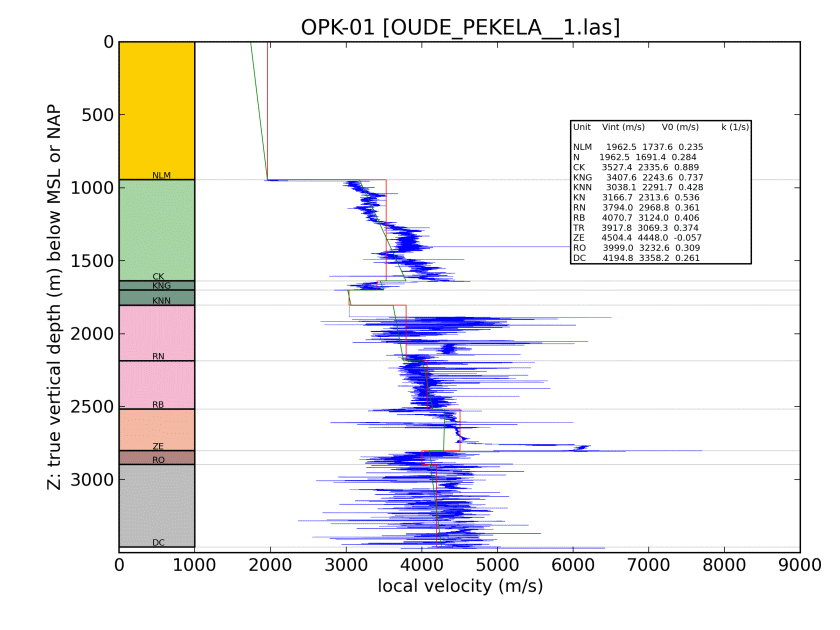 OPK-01 [OUDE_PEKELA__1.las]
Z: true vertical depth (m) below MSL or NAP
0
500
1000
1500
2000
2500
3000
NLM
CK
KNG
KNN
RN
RB
ZE
RO
DC
Unit Vint (m/s) V0 (m/s) k (1/s)
NLM 1962.5 1737.6 0.235
N 1962.5 1691.4 0.284
CK 3527.4 2335.6 0.889
KNG 3407.6 2243.6 0.737
KNN 3038.1 2291.7 0.428
KN 3166.7 2313.6 0.536
RN 3794.0 2968.8 0.361
RB 4070.7 3124.0 0.406
TR 3917.8 3069.3 0.374
ZE 4504.4 4448.0 -0.057
RO 3999.0 3232.6 0.309
DC 4194.8 3358.2 0.261
0 1000 2000 3000 4000 5000 6000 7000 8000 9000
local velocity (m/s)